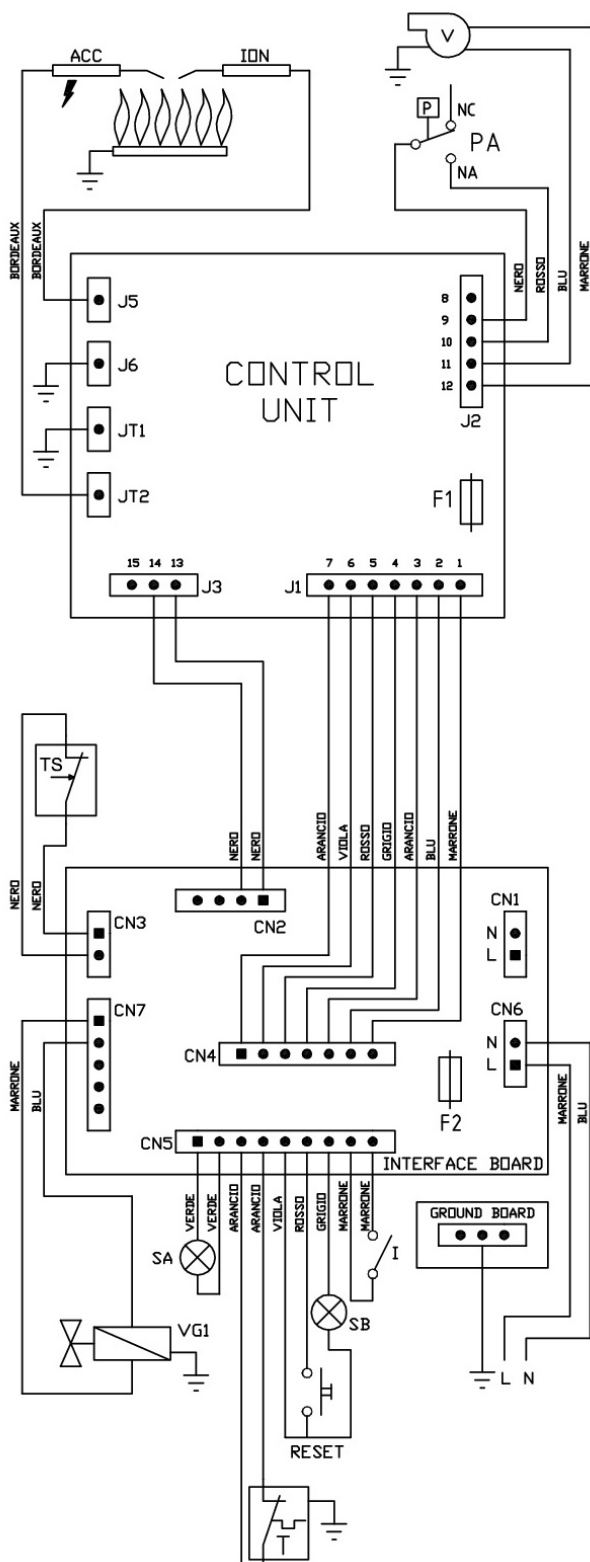 ACC
ION
V
P
NC
PA
NA
BORDEAUX
BORDEAUX
NERO
ROSSO
BLU
MARRONE
J5
J6
JT1
JT2
CONTROL
UNIT
8
9
10
11
12
J2
F1
15 14 13
J3
J1
7 6 5 4 3 2 1
TS
NERO
NERO
NERO
NERO
ARANCIO
VIOLA
ROSSO
GRIGIO
ARANCIO
BLU
MARRONE
CN3
CN2
CN1
N
L
CN7
CN6
N
L
CN4
F2
MARRONE
BLU
MARRONE
BLU
CN5
INTERFACE BOARD
VERDE
VERDE
ARANCIO
ARANCIO
VIOLA
ROSSO
GRIGIO
MARRONE
MARRONE
GROUND BOARD
SA
I
SB
VG1
L N
RESET
T